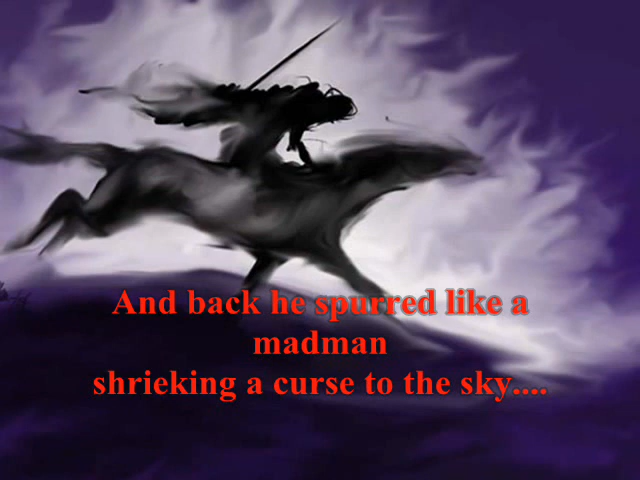 And back he spurred like a
madman
shrieking a curse to the sky....